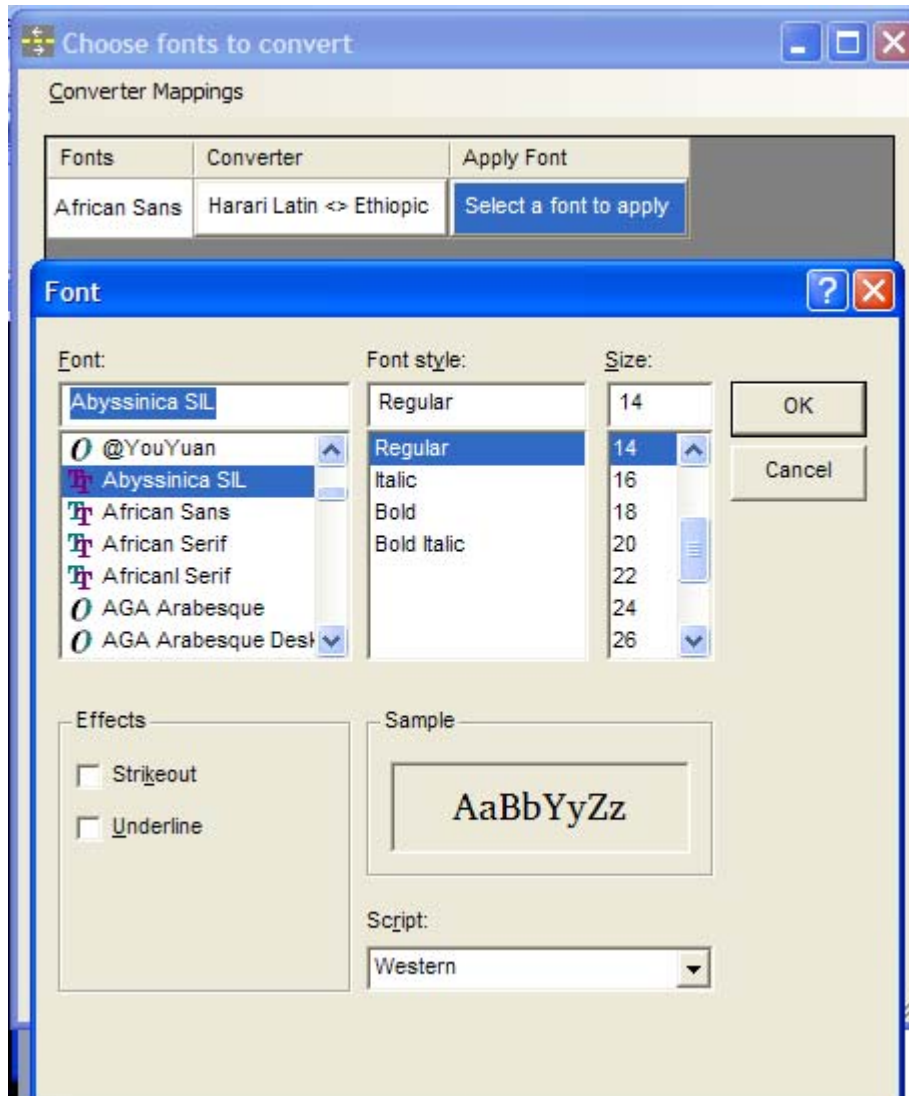 Choose fonts to convert
Converter Mappings
Fonts Converter Apply Font
African Sans Harari Latin <> Ethiopic Select a font to apply
Font
Font: Font style: Size:
Abyssinica SIL Regular 14 OK
@YouYuan Regular 14
Abyssinica SIL Italic 16 Cancel
African Sans Bold 18
African Serif Bold Italic 20
Africanl Serif 22
AGA Arabesque 24
AGA Arabesque Desk 26
Effects Sample
Strikeout
AaBbYyZz
Underline
Script:
Western